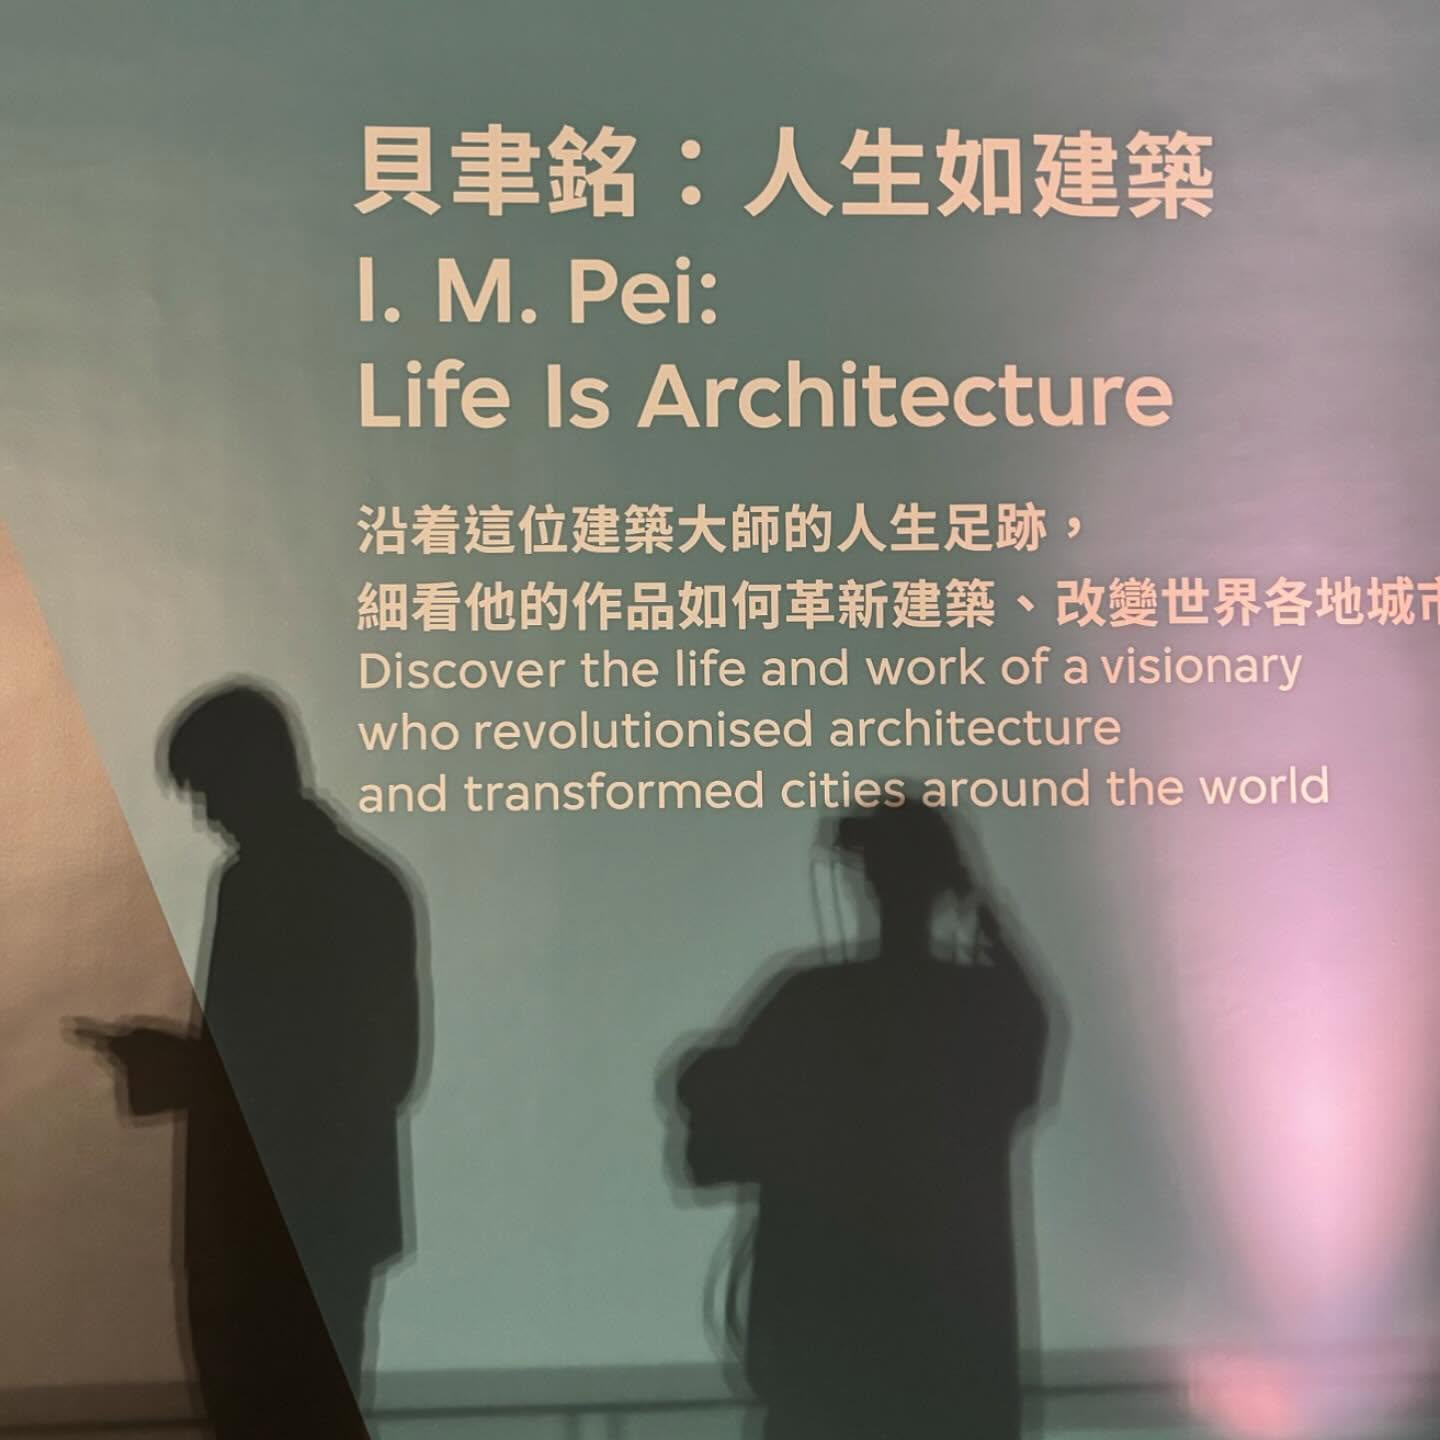 貝聿銘：人生如建築
I. M. Pei:
Life Is Architecture
沿着這位建築大師的人生足跡，
細看他的作品如何革新建築、改變世界各地城市
Discover the life and work of a visionary
who revolutionised architecture
and transformed cities around the world